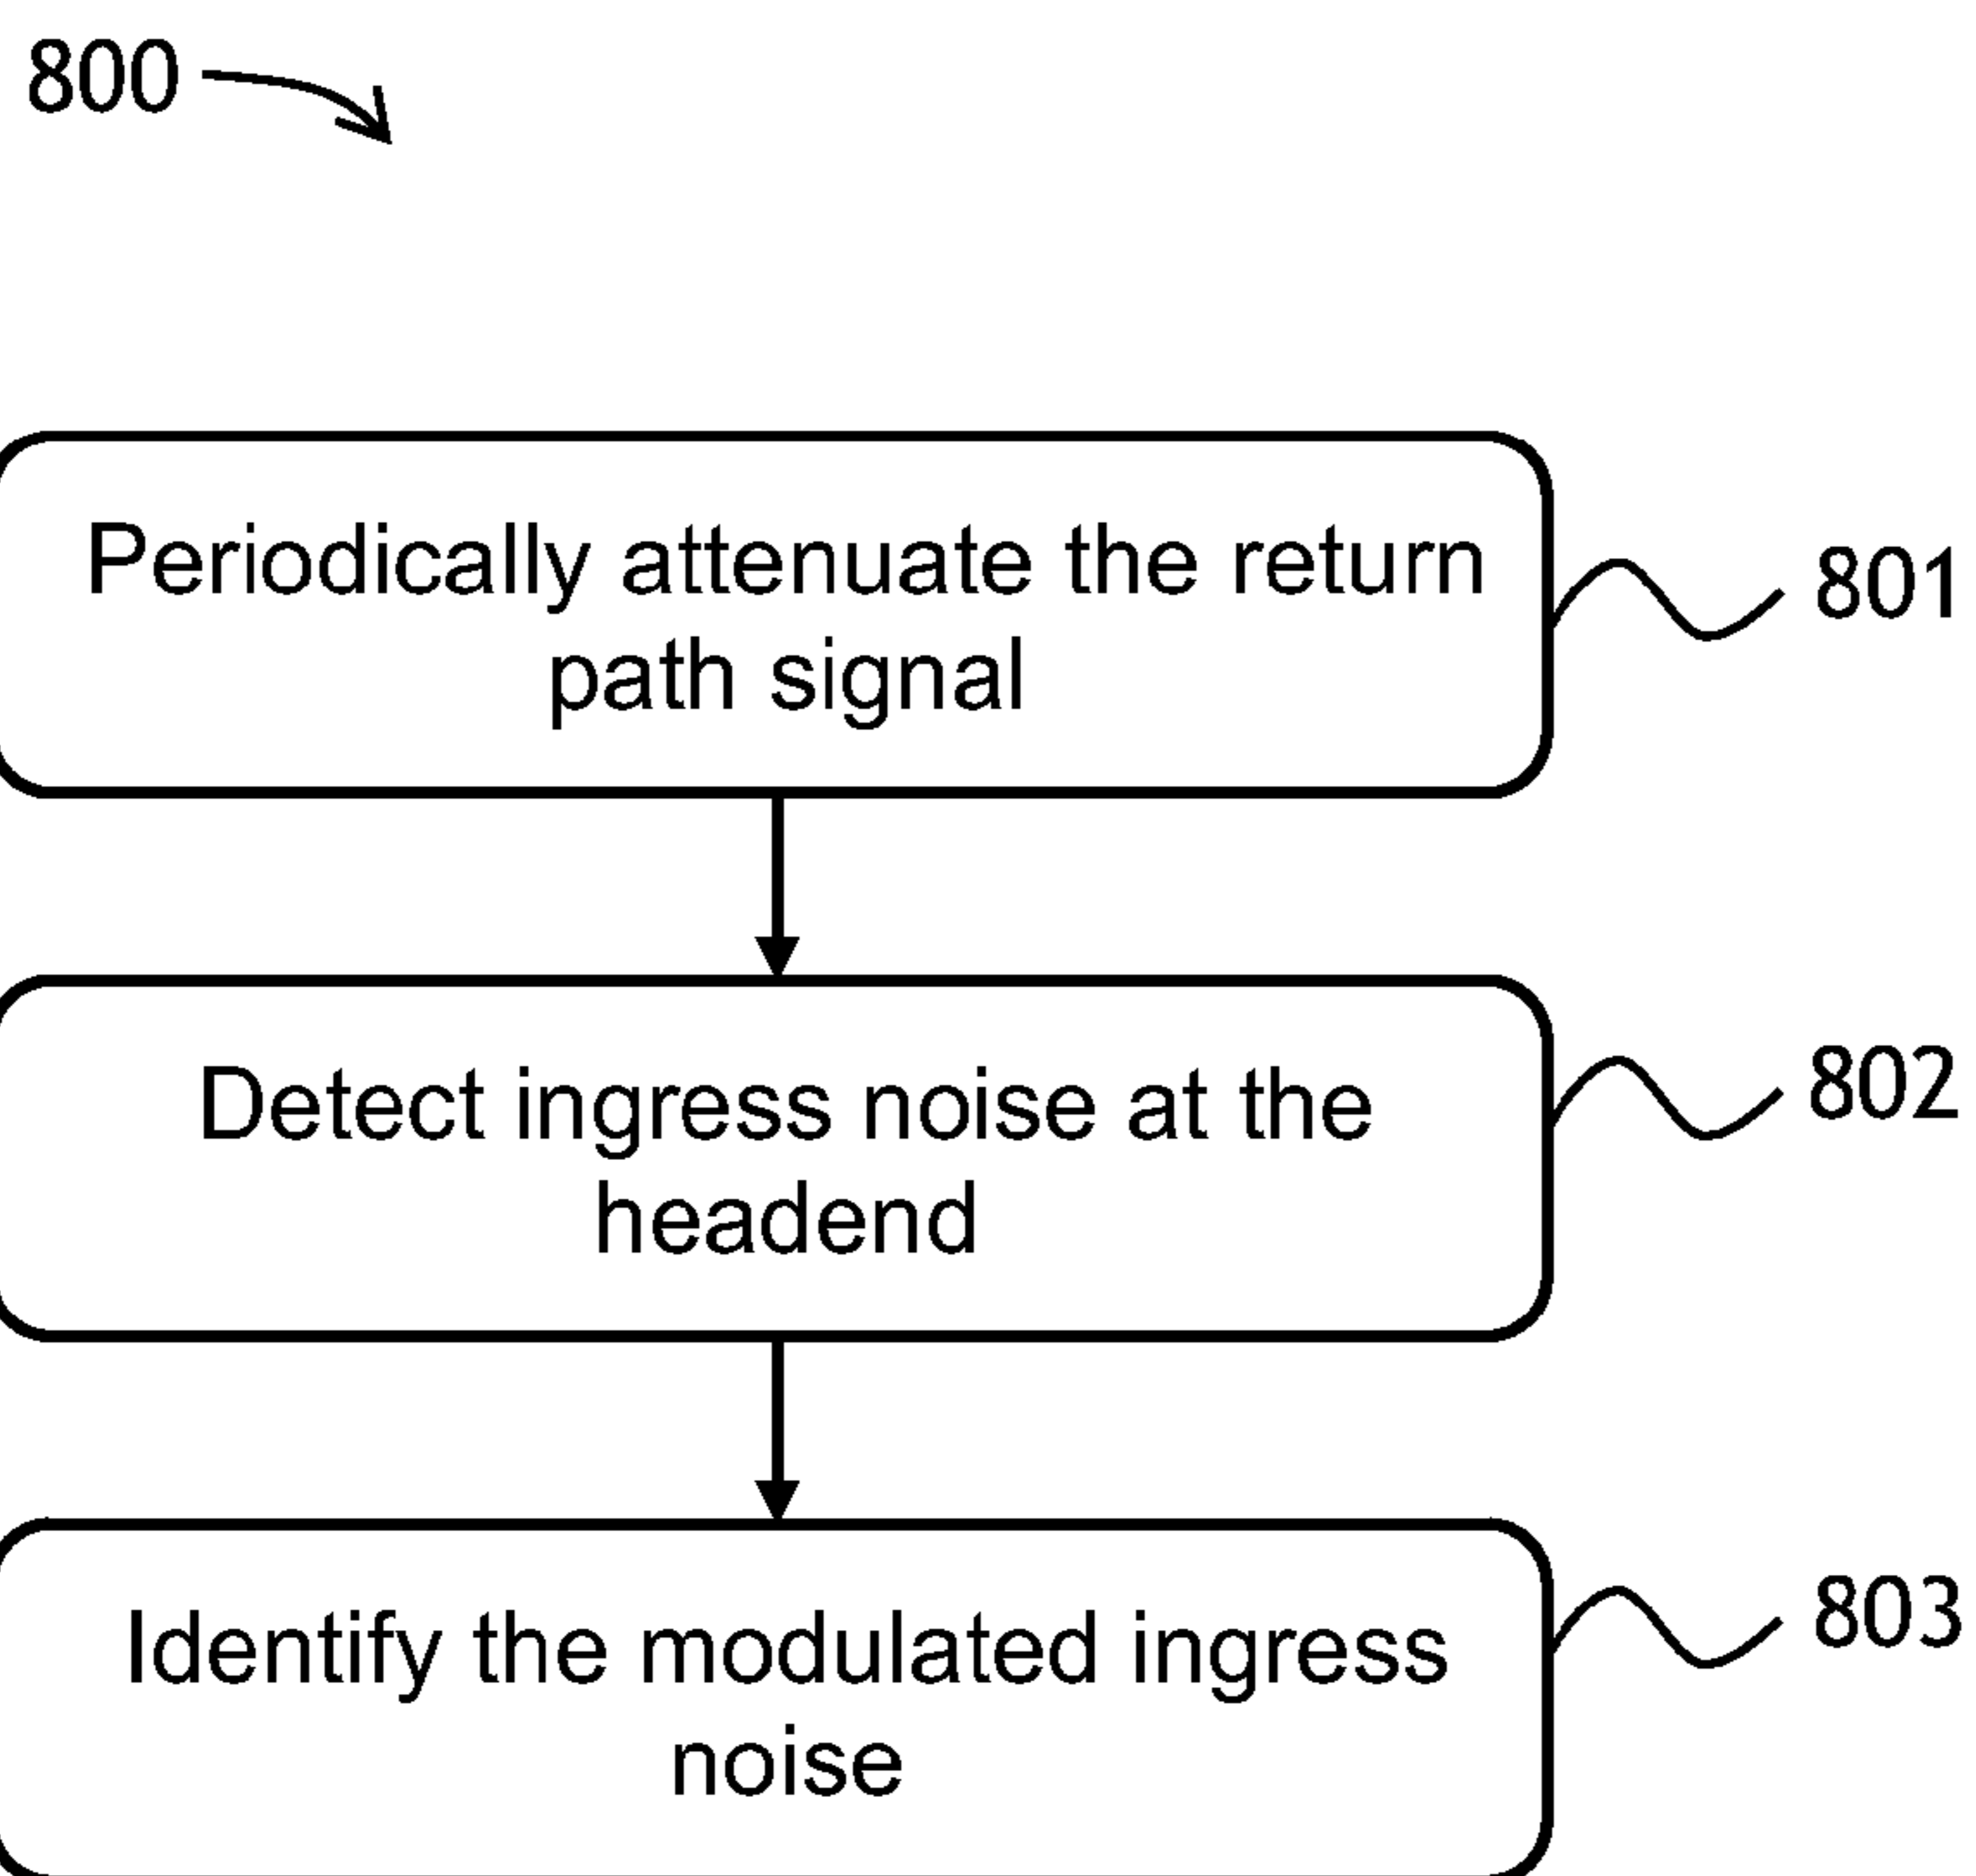 800
Periodically attenuate the return
path signal
801
Detect ingress noise at the
headend
802
Identify the modulated ingress
noise
803